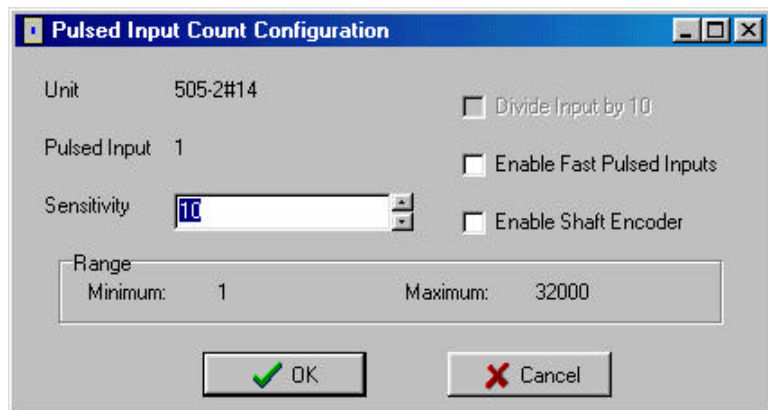 Pulsed Input Count Configuration
Unit 505-2#14
Divide Input by 10
Pulsed Input 1
Enable Fast Pulsed Inputs
Sensitivity 10
Enable Shaft Encoder
Range
Minimum: 1 Maximum: 32000
OK Cancel